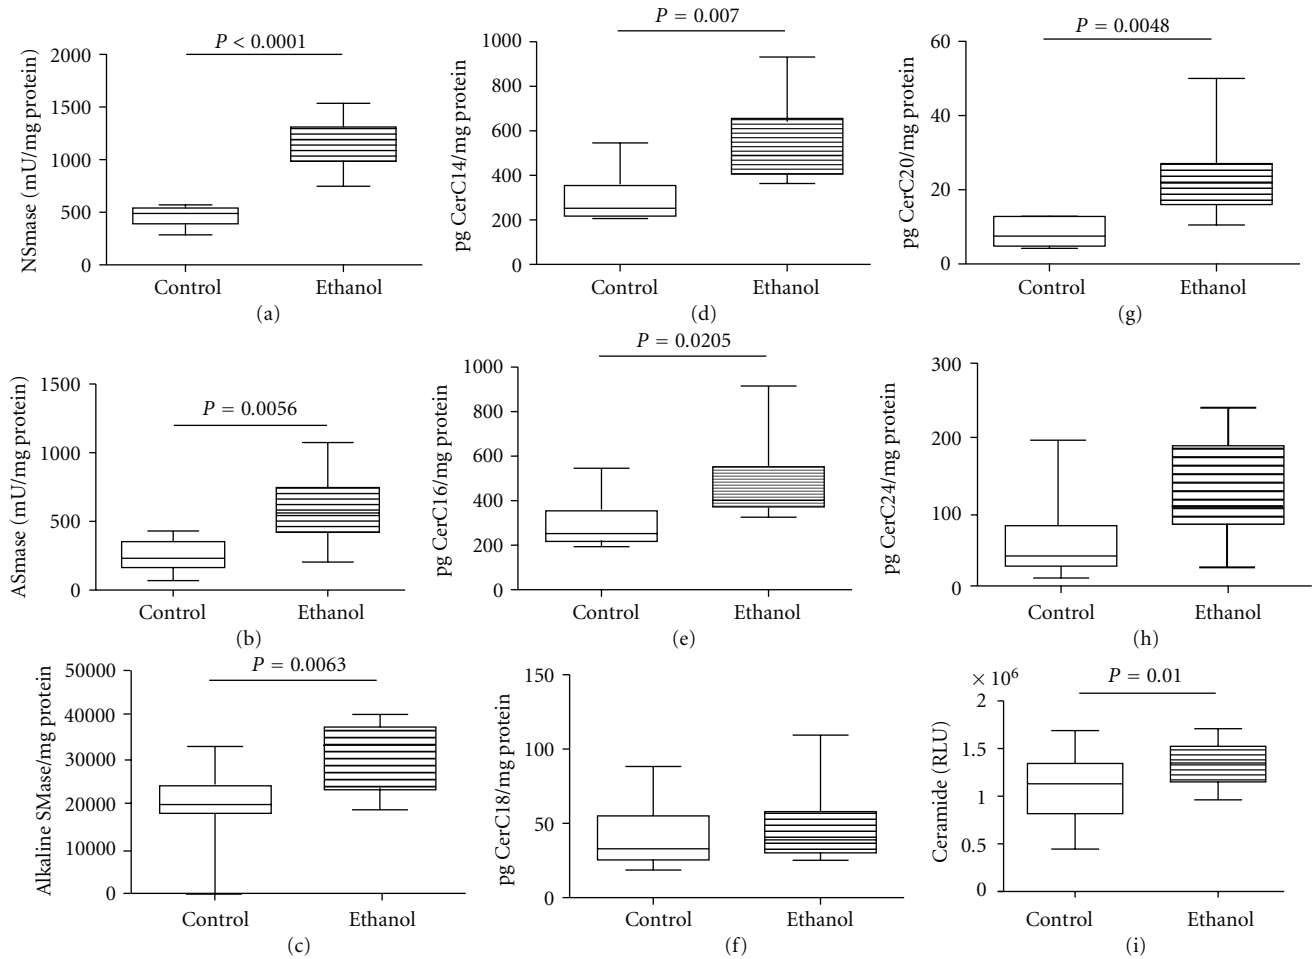 P < 0.0001
NSmase (mU/mg protein)
2000
1500
1000
500
0
Control Ethanol
(a)
P = 0.007
pg CerC14/mg protein
1000
800
600
400
200
0
Control Ethanol
(d)
P = 0.0048
pg CerC20/mg protein
60
40
20
0
Control Ethanol
(g)
P = 0.0056
ASmase (mU/mg protein)
1500
1000
500
0
Control Ethanol
(b)
P = 0.0205
pg CerC16/mg protein
1000
800
600
400
200
0
Control Ethanol
(e)
pg CerC24/mg protein
300
200
100
0
Control Ethanol
(h)
P = 0.0063
Alkaline SMase/mg protein
50000
40000
30000
20000
10000
0
Control Ethanol
(c)
pg CerC18/mg protein
150
100
50
0
Control Ethanol
(f)
× 10⁶
P = 0.01
Ceramide (RLU)
2
1.5
1
0.5
0
Control Ethanol
(i)